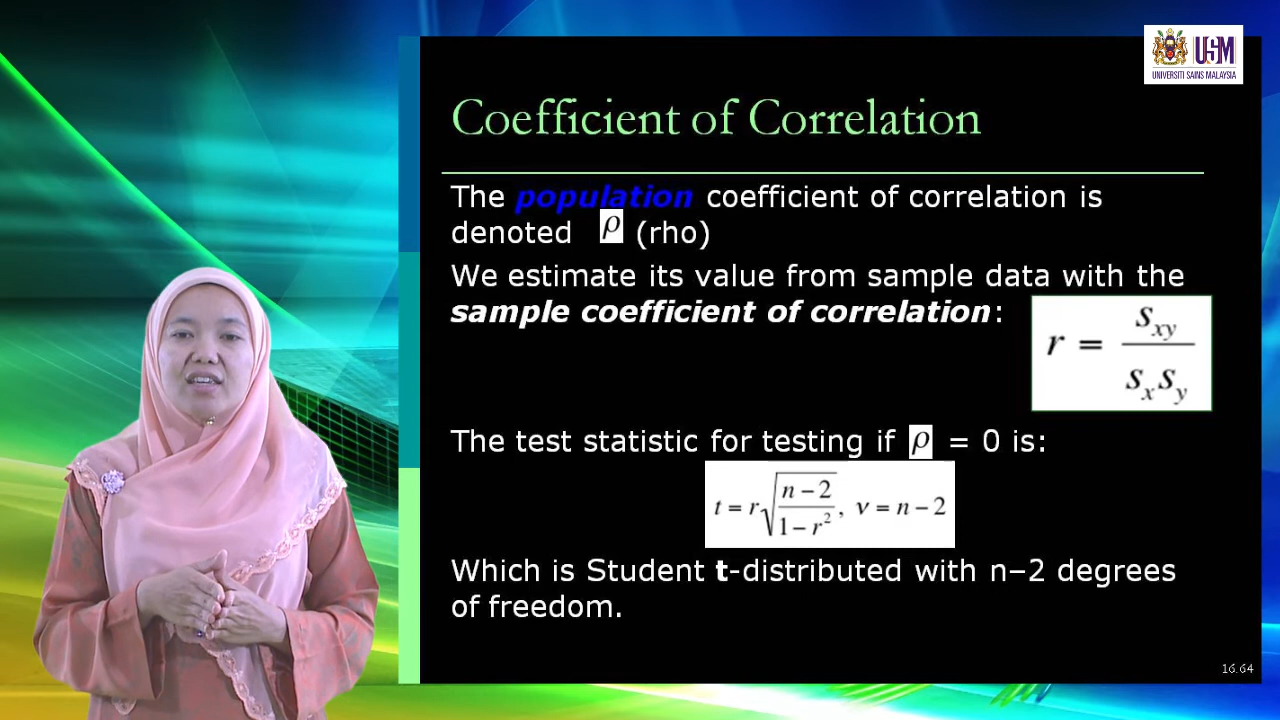 USM
UNIVERSITI SAINS MALAYSIA
Coefficient of Correlation
The population coefficient of correlation is
denoted ρ (rho)
We estimate its value from sample data with the
sample coefficient of correlation:
r = s_xy / (s_x s_y)
The test statistic for testing if ρ = 0 is:
t = r√((n − 2)/(1 − r²)), ν = n − 2
Which is Student t-distributed with n–2 degrees
of freedom.
16.64